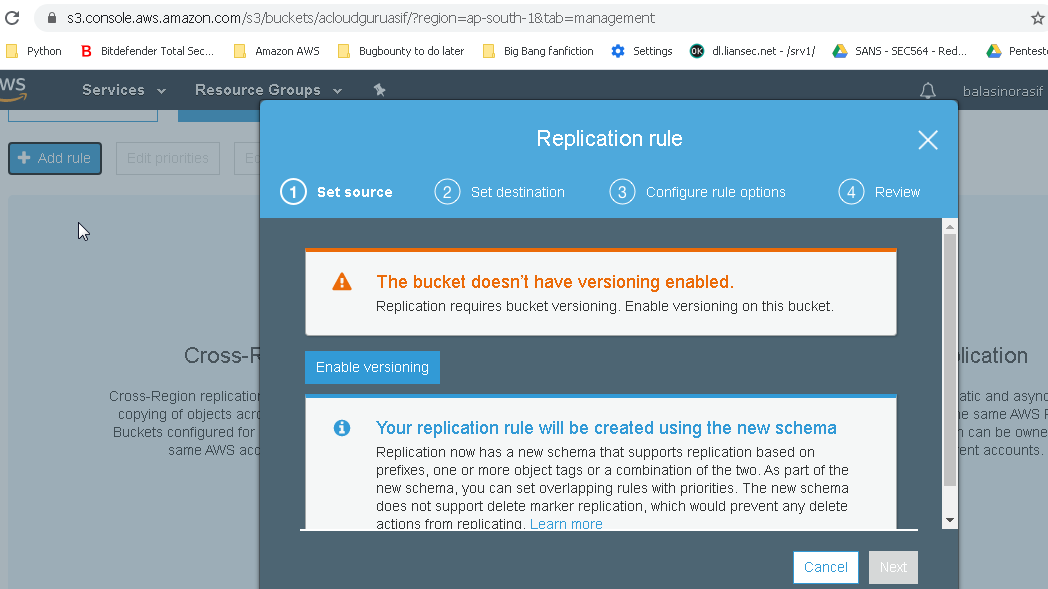 s3.console.aws.amazon.com/s3/buckets/acloudguruasif/?region=ap-south-1&tab=management
Python B Bitdefender Total Sec... Amazon AWS Bugbounty to do later Big Bang fanfiction Settings OK dl.liansec.net - /srv1/ SANS - SEC564 - Red... Pentest
WS Services Resource Groups balasinorasif
Replication rule
+ Add rule Edit priorities
1 Set source 2 Set destination 3 Configure rule options 4 Review
The bucket doesn't have versioning enabled.
Replication requires bucket versioning. Enable versioning on this bucket.
Cross-R
lication
Enable versioning
Cross-Region replication
copying of objects acro
Buckets configured for
same AWS acc
atic and async
e same AWS R
n can be owne
ent accounts.
Your replication rule will be created using the new schema
Replication now has a new schema that supports replication based on
prefixes, one or more object tags or a combination of the two. As part of the
new schema, you can set overlapping rules with priorities. The new schema
does not support delete marker replication, which would prevent any delete
actions from replicating. Learn more
Cancel Next